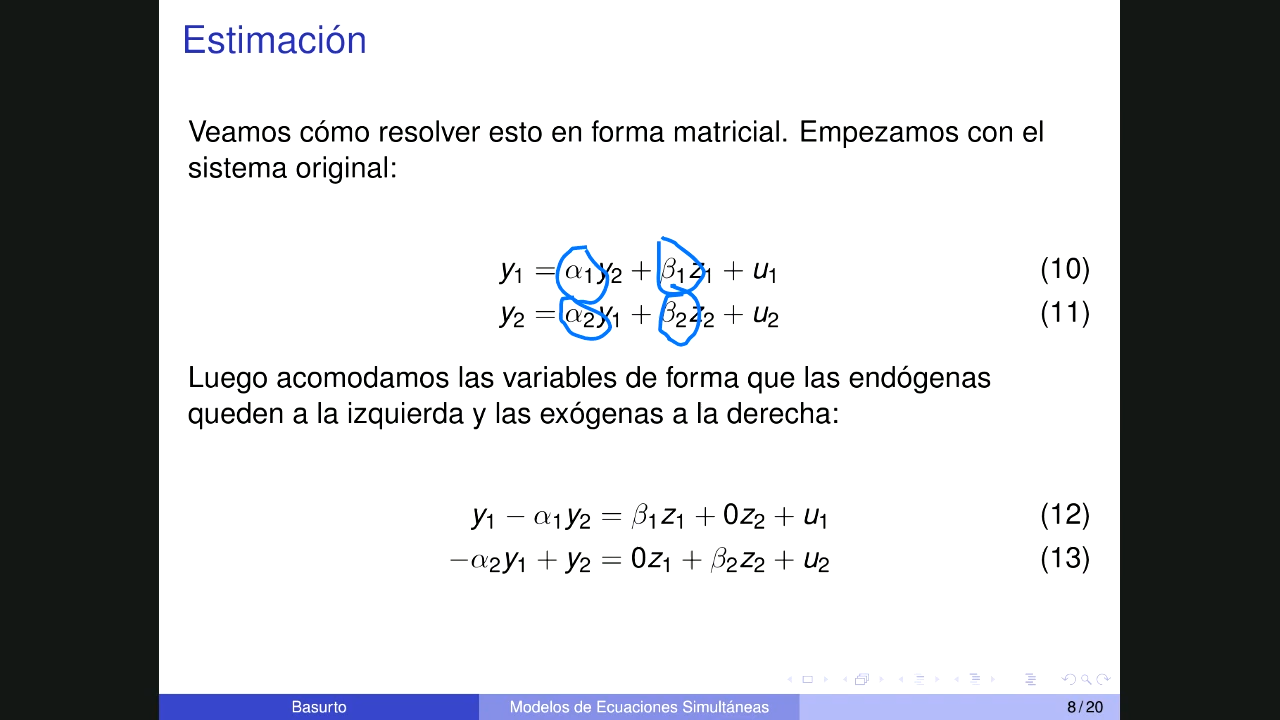 Estimación
Veamos cómo resolver esto en forma matricial. Empezamos con el
sistema original:
y₁ = α₁y₂ + β₁z₁ + u₁ (10)
y₂ = α₂y₁ + β₂z₂ + u₂ (11)
Luego acomodamos las variables de forma que las endógenas
queden a la izquierda y las exógenas a la derecha:
y₁ − α₁y₂ = β₁z₁ + 0z₂ + u₁ (12)
−α₂y₁ + y₂ = 0z₁ + β₂z₂ + u₂ (13)
Basurto Modelos de Ecuaciones Simultáneas 8 / 20